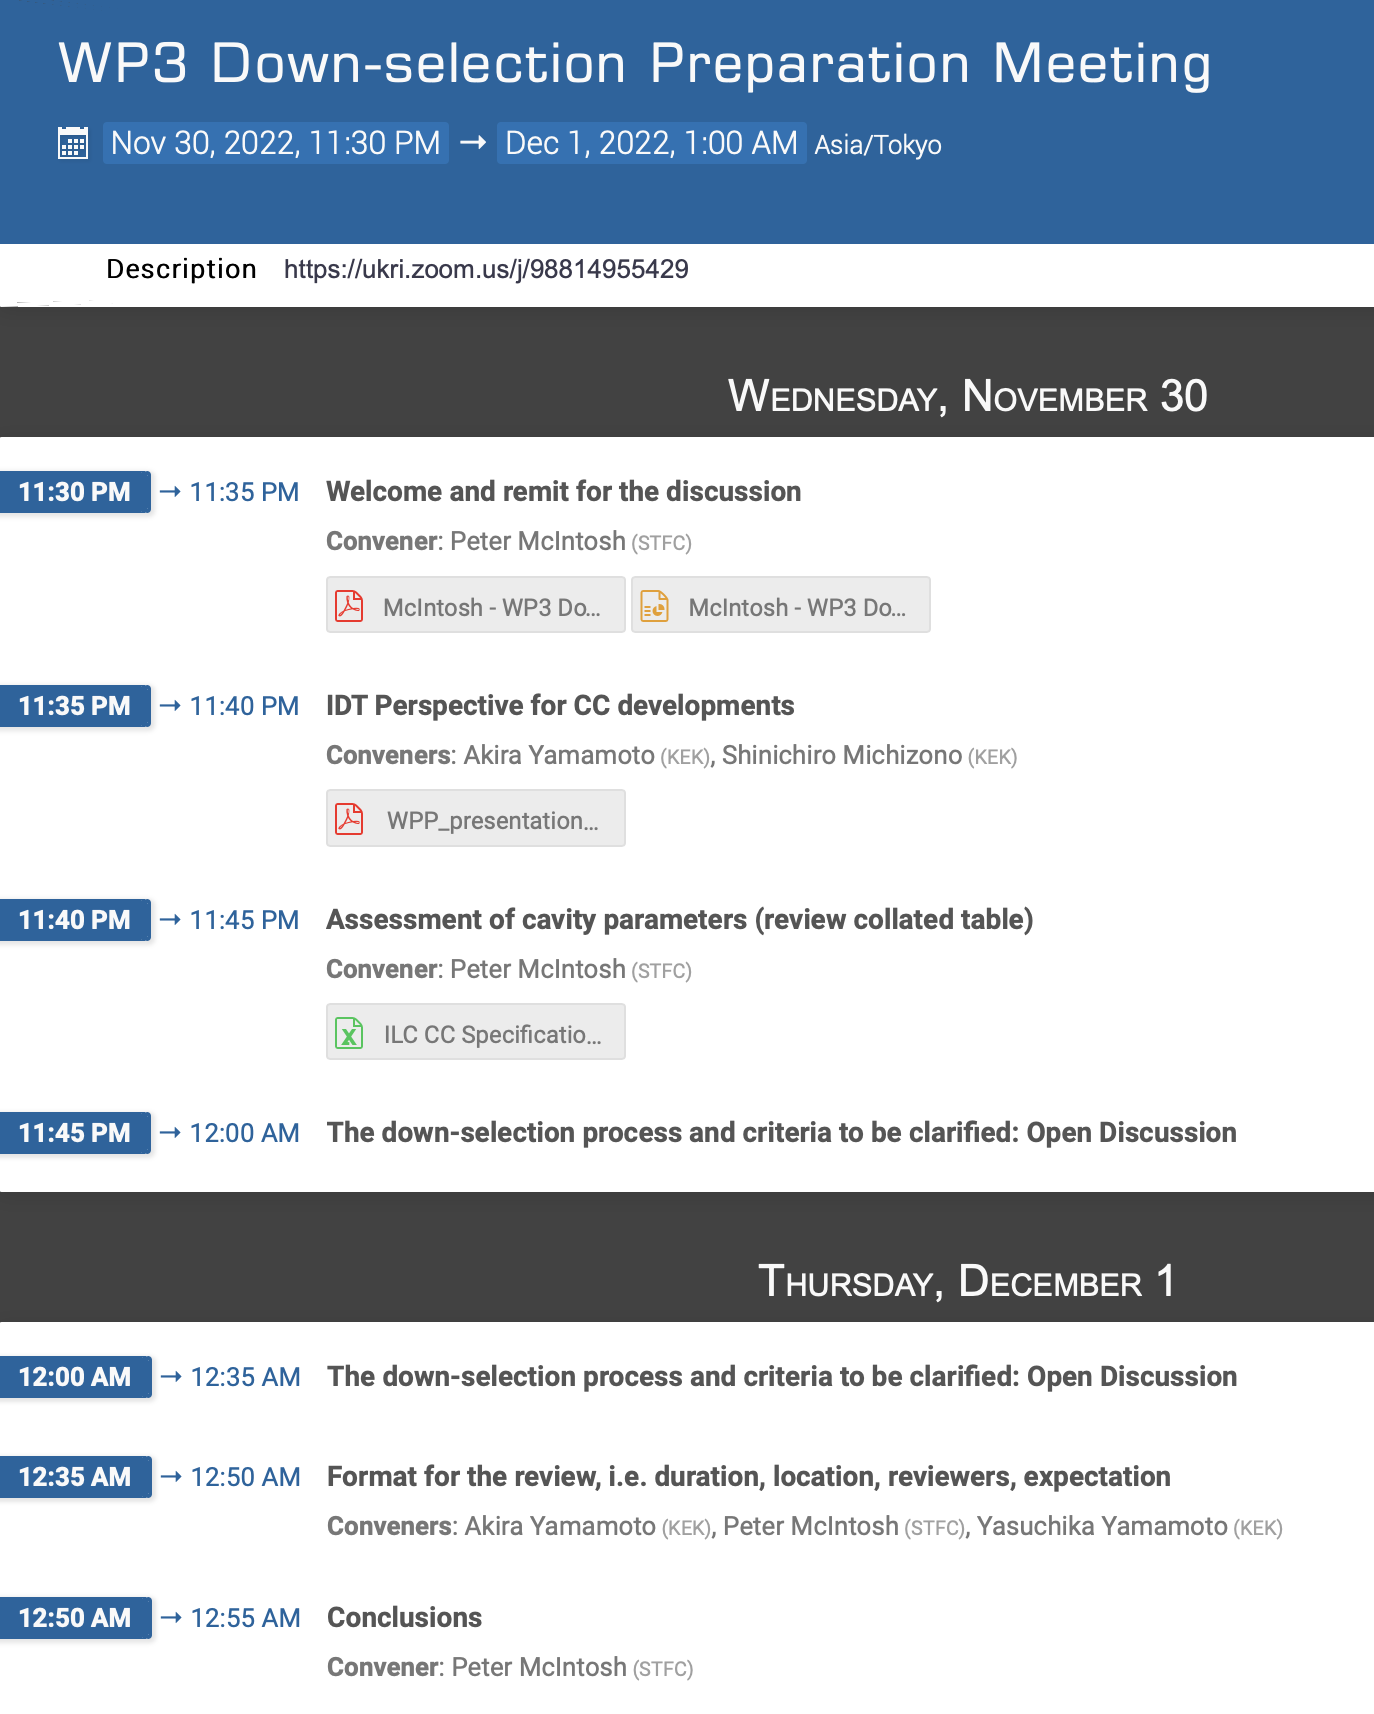 WP3 Down-selection Preparation Meeting
Nov 30, 2022, 11:30 PM → Dec 1, 2022, 1:00 AM Asia/Tokyo
Description https://ukri.zoom.us/j/98814955429
Wednesday, November 30
11:30 PM → 11:35 PM Welcome and remit for the discussion
Convener: Peter McIntosh (STFC)
McIntosh - WP3 Do... McIntosh - WP3 Do...
11:35 PM → 11:40 PM IDT Perspective for CC developments
Conveners: Akira Yamamoto (KEK), Shinichiro Michizono (KEK)
WPP_presentation...
11:40 PM → 11:45 PM Assessment of cavity parameters (review collated table)
Convener: Peter McIntosh (STFC)
ILC CC Specificatio...
11:45 PM → 12:00 AM The down-selection process and criteria to be clarified: Open Discussion
Thursday, December 1
12:00 AM → 12:35 AM The down-selection process and criteria to be clarified: Open Discussion
12:35 AM → 12:50 AM Format for the review, i.e. duration, location, reviewers, expectation
Conveners: Akira Yamamoto (KEK), Peter McIntosh (STFC), Yasuchika Yamamoto (KEK)
12:50 AM → 12:55 AM Conclusions
Convener: Peter McIntosh (STFC)